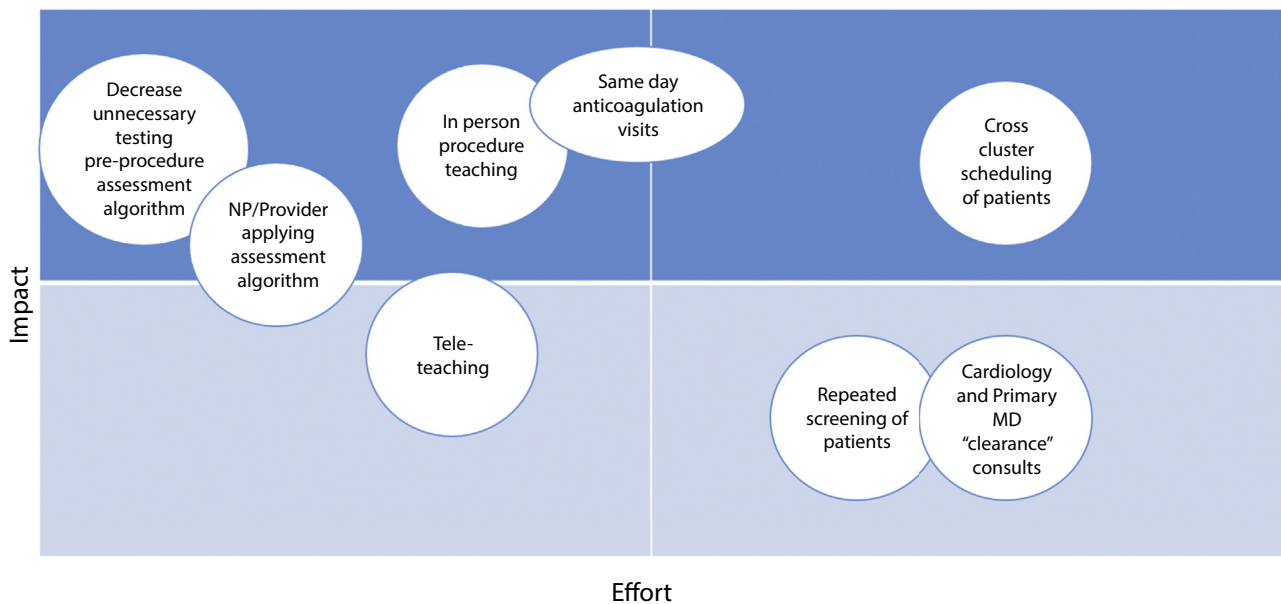 Decrease
unnecessary
testing
pre-procedure
assessment
algorithm
NP/Provider
applying
assessment
algorithm
In person
procedure
teaching
Same day
anticoagulation
visits
Cross
cluster
scheduling
of patients
Tele-
teaching
Repeated
screening of
patients
Cardiology
and Primary
MD
“clearance”
consults
Impact
Effort